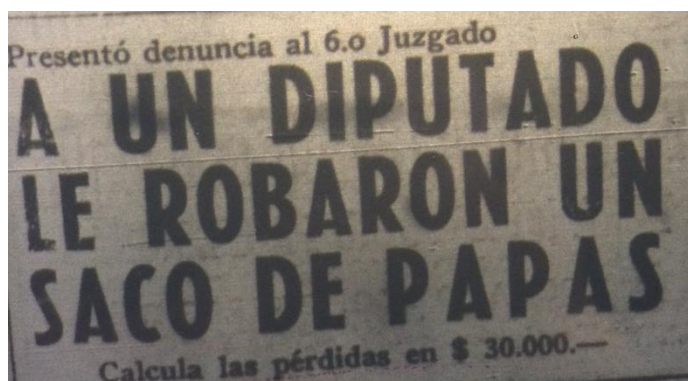 Presentó denuncia al 6.o Juzgado
A UN DIPUTADO
LE ROBARON UN
SACO DE PAPAS
Calcula las pérdidas en $ 30.000.—